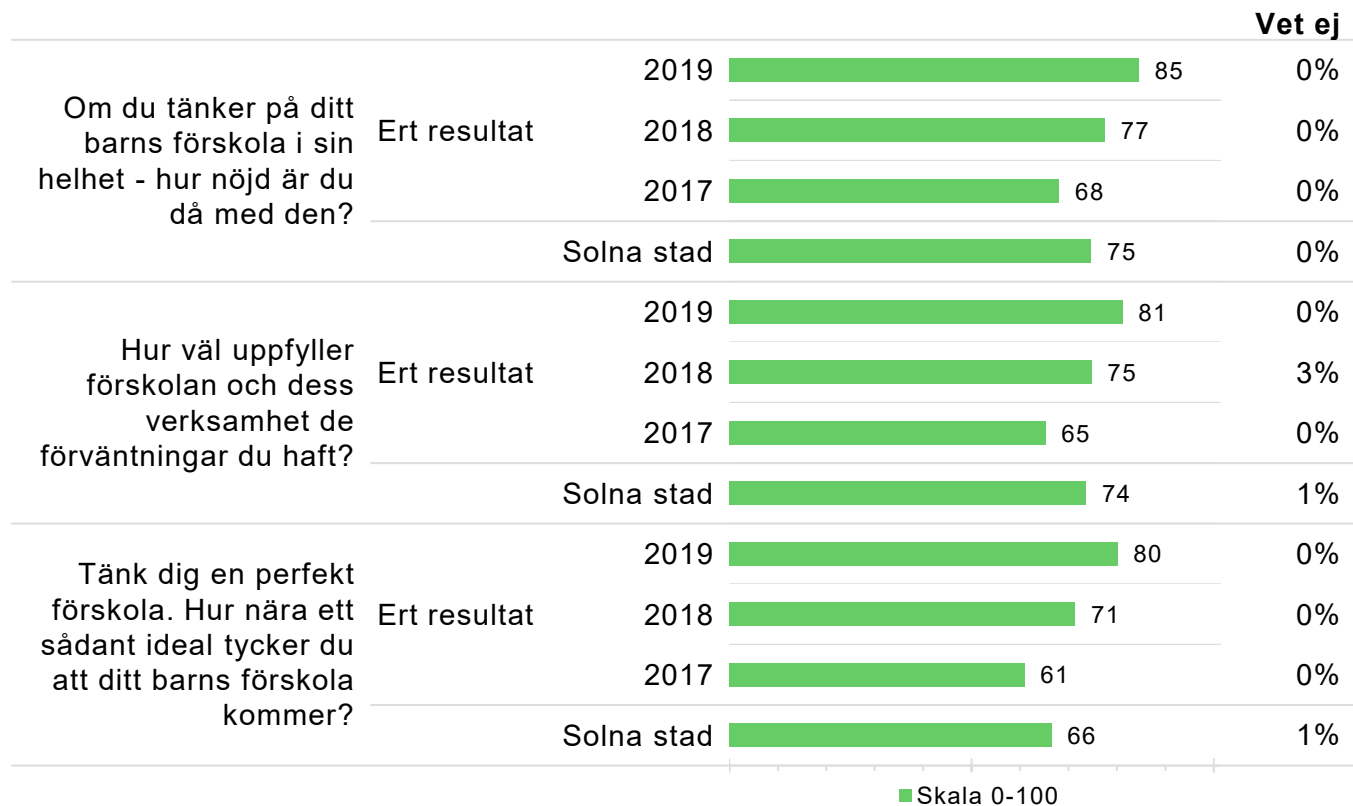 Vet ej
Om du tänker på ditt
barns förskola i sin
helhet - hur nöjd är du
då med den?
Ert resultat
2019 85 0%
2018 77 0%
2017 68 0%
Solna stad 75 0%
Hur väl uppfyller
förskolan och dess
verksamhet de
förväntningar du haft?
Ert resultat
2019 81 0%
2018 75 3%
2017 65 0%
Solna stad 74 1%
Tänk dig en perfekt
förskola. Hur nära ett
sådant ideal tycker du
att ditt barns förskola
kommer?
Ert resultat
2019 80 0%
2018 71 0%
2017 61 0%
Solna stad 66 1%
Skala 0-100